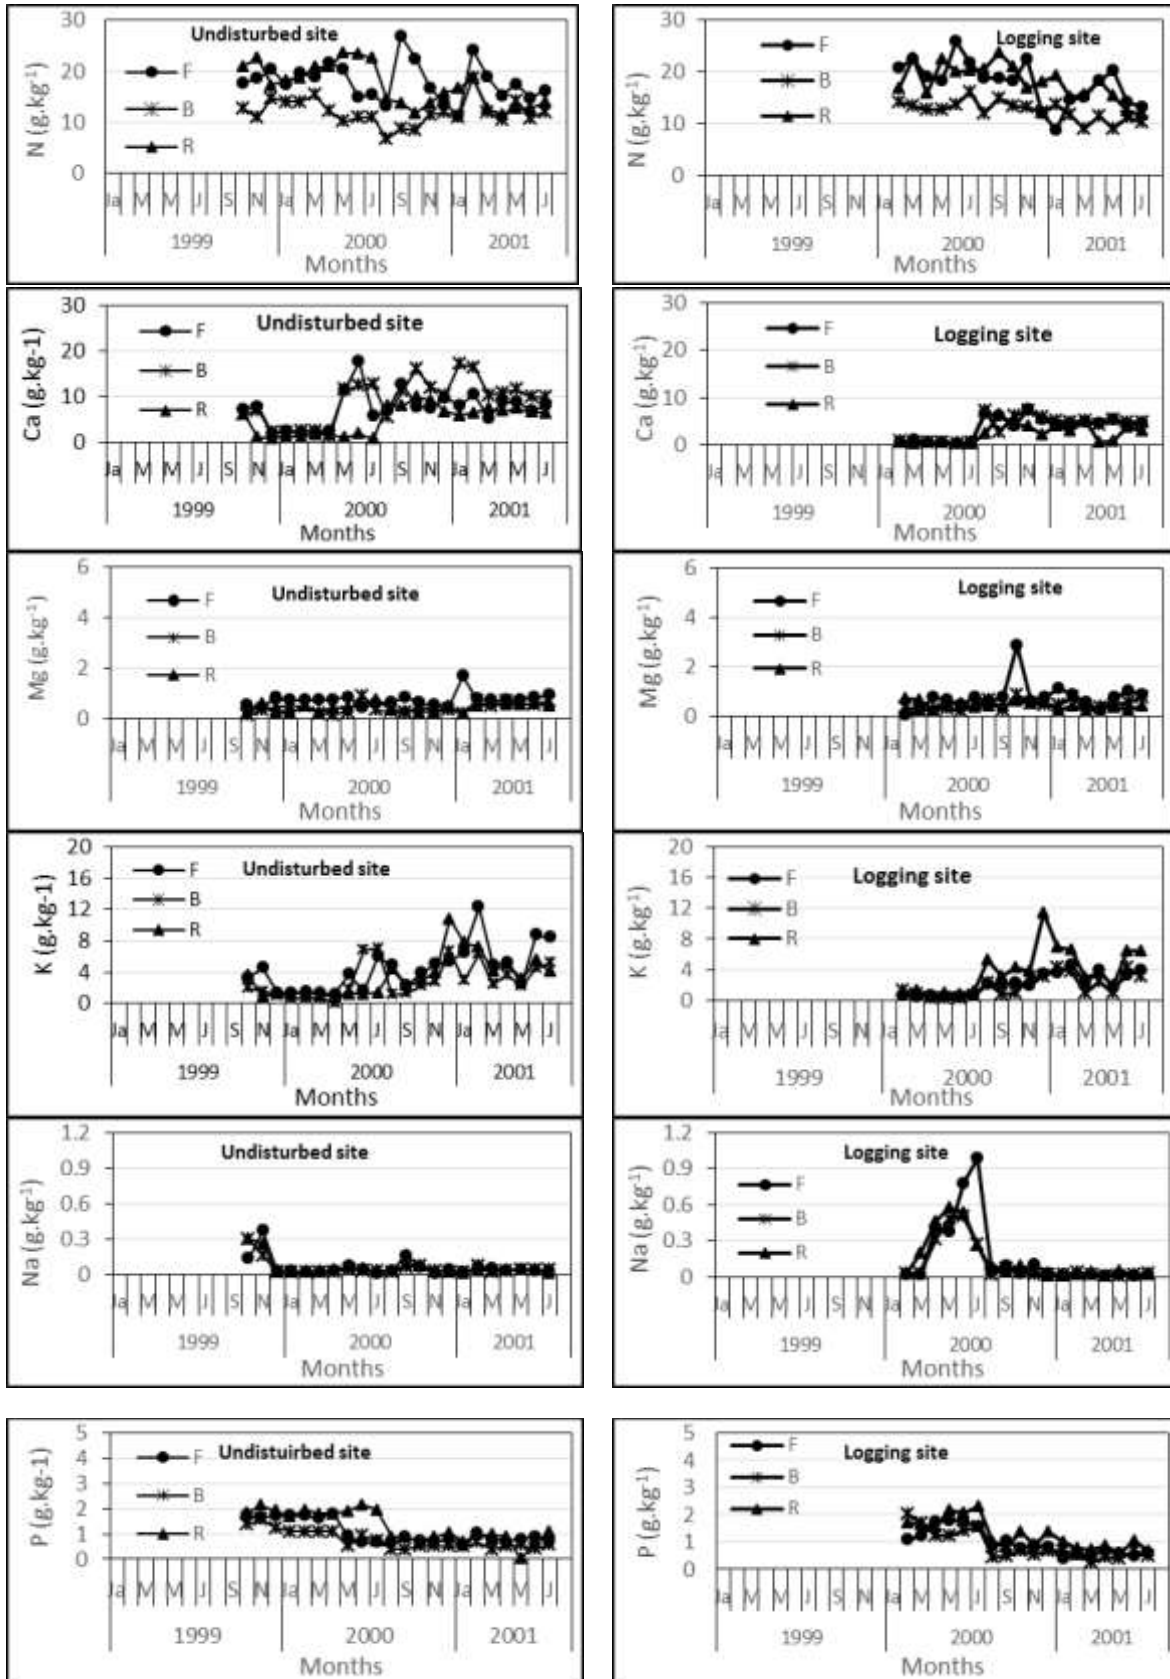 Undisturbed site
N (g.kg-1)
30
20
10
0
F
B
R
Ja M M J S N Ja M M J S N Ja M M J
1999 2000 2001
Months
Logging site
N (g.kg-1)
30
20
10
0
F
B
R
Ja M M J S N Ja M M J S N Ja M M J
1999 2000 2001
Months
Undisturbed site
Ca (g.kg-1)
30
20
10
0
F
B
R
Ja M M J S N Ja M M J S N Ja M M J
1999 2000 2001
Months
Logging site
Ca (g.kg-1)
30
20
10
0
F
B
R
Ja M M J S N Ja M M J S N Ja M M J
1999 2000 2001
Months
Undisturbed site
Mg (g.kg-1)
6
4
2
0
F
B
R
Ja M M J S N Ja M M J S N Ja M M J
1999 2000 2001
Months
Logging site
Mg (g.kg-1)
6
4
2
0
F
B
R
Ja M M J S N Ja M M J S N Ja M M J
1999 2000 2001
Months
Undisturbed site
K (g.kg-1)
20
16
12
8
4
0
F
B
R
Ja M M J S N Ja M M J S N Ja M M J
1999 2000 2001
Months
Logging site
K (g.kg-1)
20
16
12
8
4
0
F
B
R
Ja M M J S N Ja M M J S N Ja M M J
1999 2000 2001
Months
Undisturbed site
Na (g.kg-1)
1.2
0.9
0.6
0.3
0
Ja M M J S N Ja M M J S N Ja M M J
1999 2000 2001
Months
Logging site
Na (g.kg-1)
1.2
0.9
0.6
0.3
0
F
B
R
Ja M M J S N Ja M M J S N Ja M M J
1999 2000 2001
Months
Undistuirbed site
P (g.kg-1)
5
4
3
2
1
0
F
B
R
Ja M M J S N Ja M M J S N Ja M M J
1999 2000 2001
Months
Logging site
P (g.kg-1)
5
4
3
2
1
0
F
B
R
Ja M M J S N Ja M M J S N Ja M M J
1999 2000 2001
Months